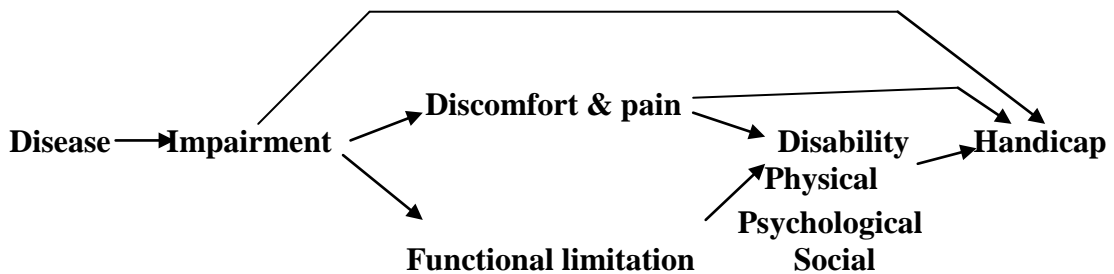 Discomfort & pain
Disease Impairment Disability Handicap
Physical
Psychological
Functional limitation Social